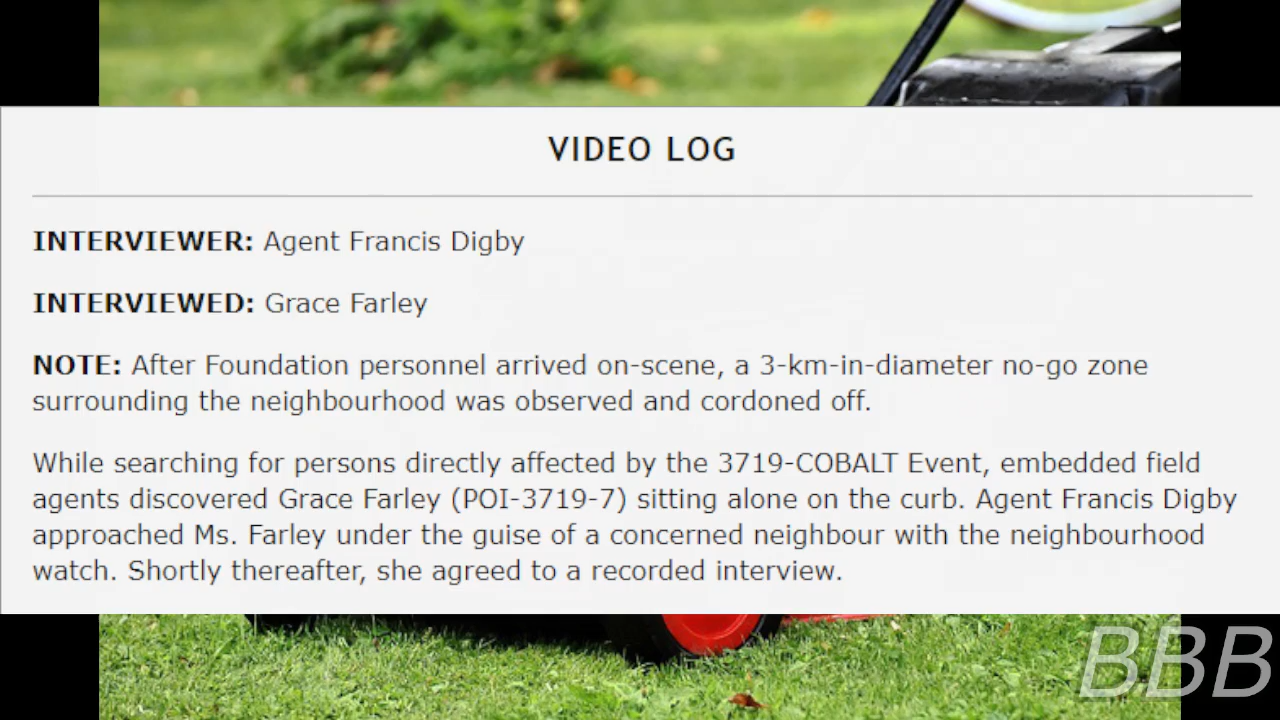 VIDEO LOG
INTERVIEWER: Agent Francis Digby
INTERVIEWED: Grace Farley
NOTE: After Foundation personnel arrived on-scene, a 3-km-in-diameter no-go zone
surrounding the neighbourhood was observed and cordoned off.
While searching for persons directly affected by the 3719-COBALT Event, embedded field
agents discovered Grace Farley (POI-3719-7) sitting alone on the curb. Agent Francis Digby
approached Ms. Farley under the guise of a concerned neighbour with the neighbourhood
watch. Shortly thereafter, she agreed to a recorded interview.
BBB